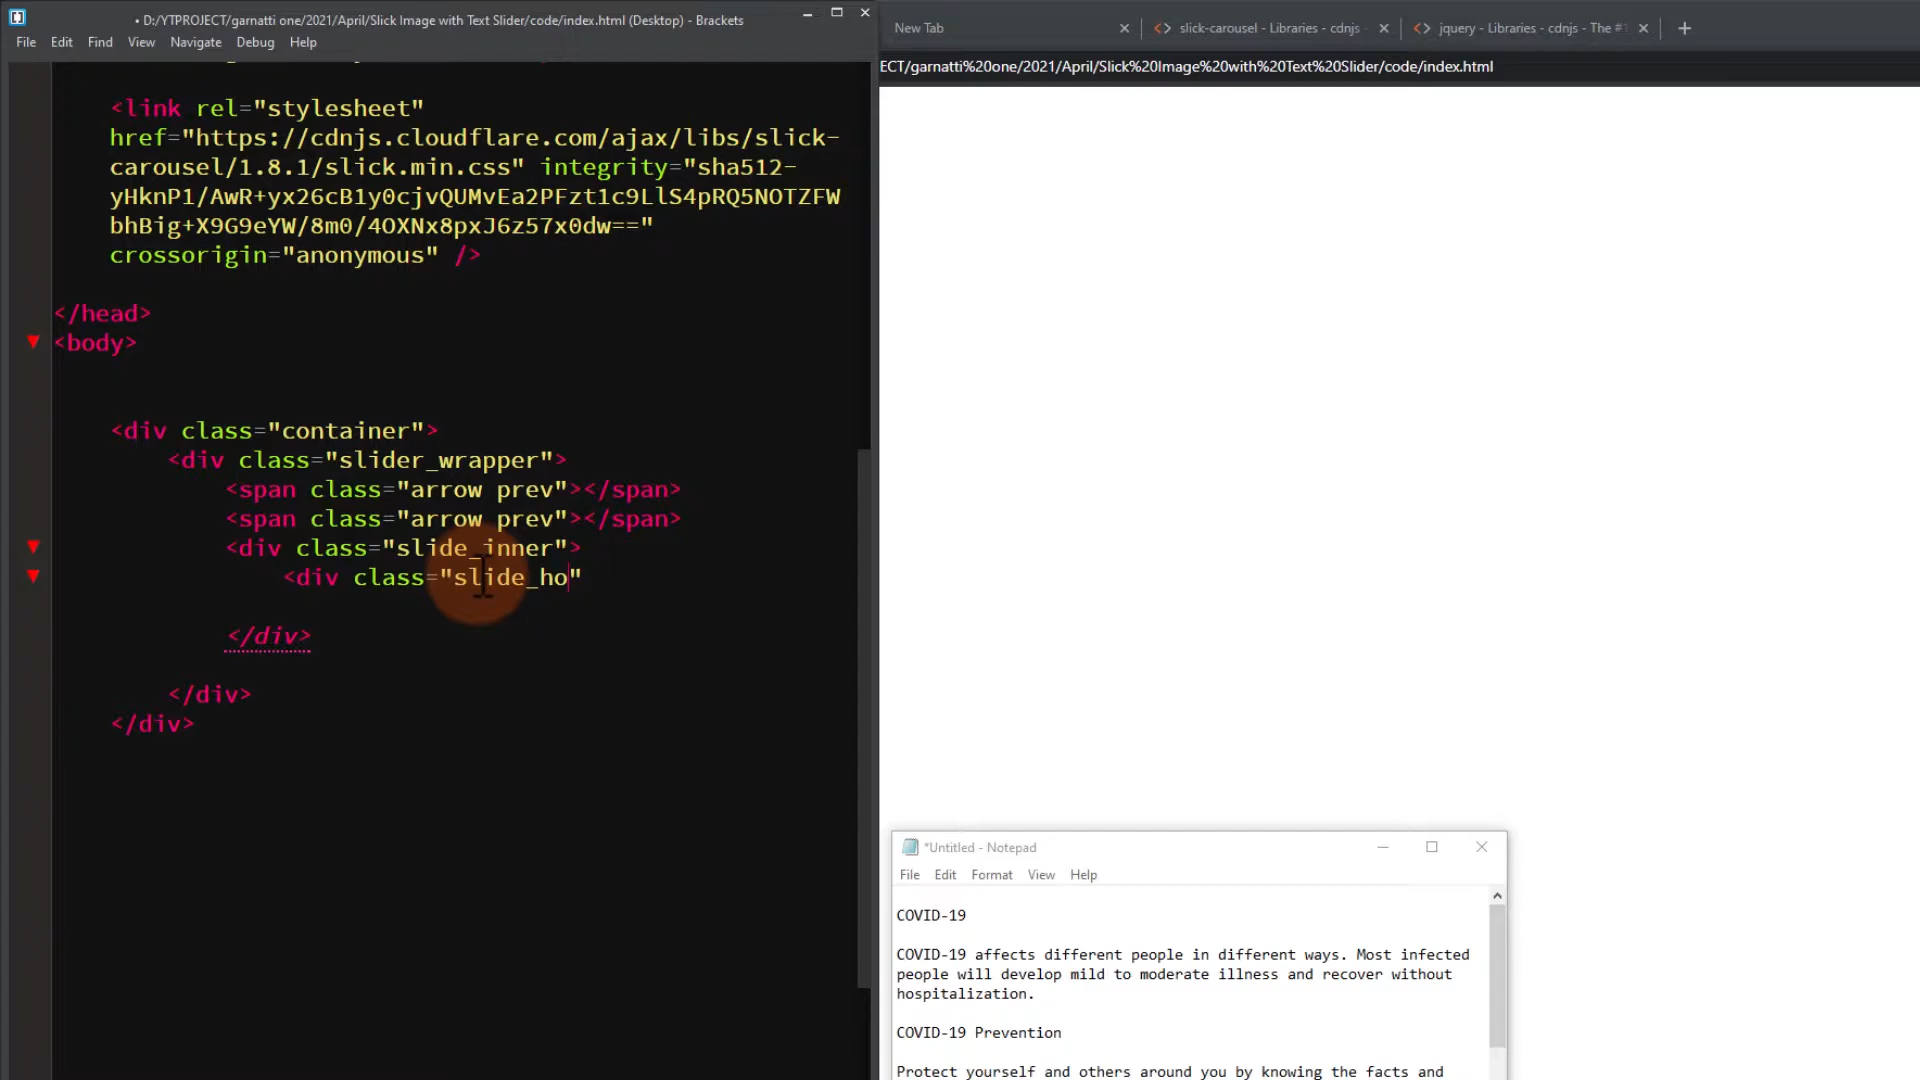 • D:/YTPROJECT/garnatti one/2021/April/Slick Image with Text Slider/code/index.html (Desktop) - Brackets
File Edit Find View Navigate Debug Help
<link rel="stylesheet"
href="https://cdnjs.cloudflare.com/ajax/libs/slick-
carousel/1.8.1/slick.min.css" integrity="sha512-
yHknP1/AwR+yx26cB1y0cjvQUMvEa2PFzt1c9LlS4pRQ5NOTZFW
bhBig+X9G9eYW/8m0/4OXNx8pxJ6z57x0dw=="
crossorigin="anonymous" />
</head>
<body>
<div class="container">
<div class="slider_wrapper">
<span class="arrow prev"></span>
<span class="arrow prev"></span>
<div class="slide_inner">
<div class="slide_ho"
</div>
</div>
</div>
New Tab
slick-carousel - Libraries - cdnjs -
jquery - Libraries - cdnjs - The #1
ECT/garnatti%20one/2021/April/Slick%20Image%20with%20Text%20Slider/code/index.html
*Untitled - Notepad
File Edit Format View Help
COVID-19
COVID-19 affects different people in different ways. Most infected
people will develop mild to moderate illness and recover without
hospitalization.
COVID-19 Prevention
Protect yourself and others around you by knowing the facts and